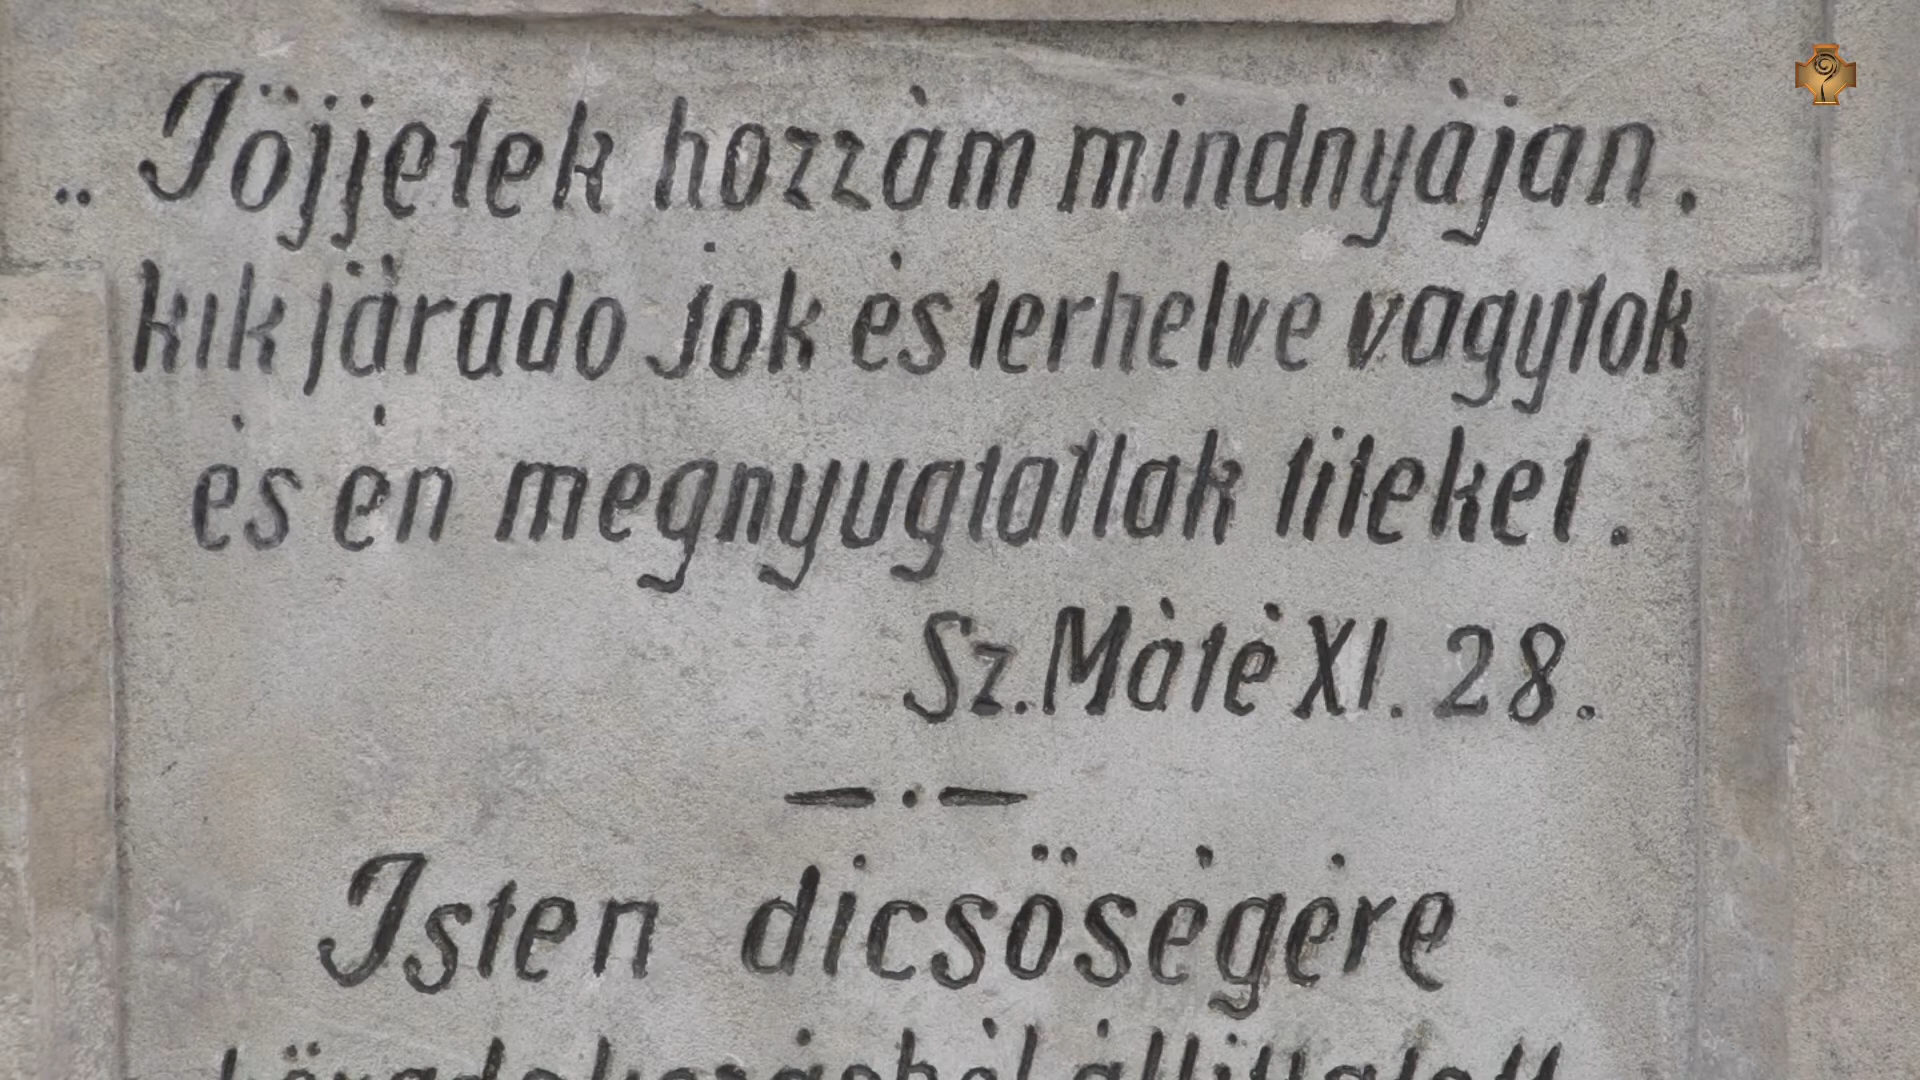 „Jöjjetek hozzám mindnyájan.
kik járado jok és terhelve vagytok
és én megnyugtatlak titeket.
Sz. Máté XI. 28.
Isten dicsöségére
állittatott